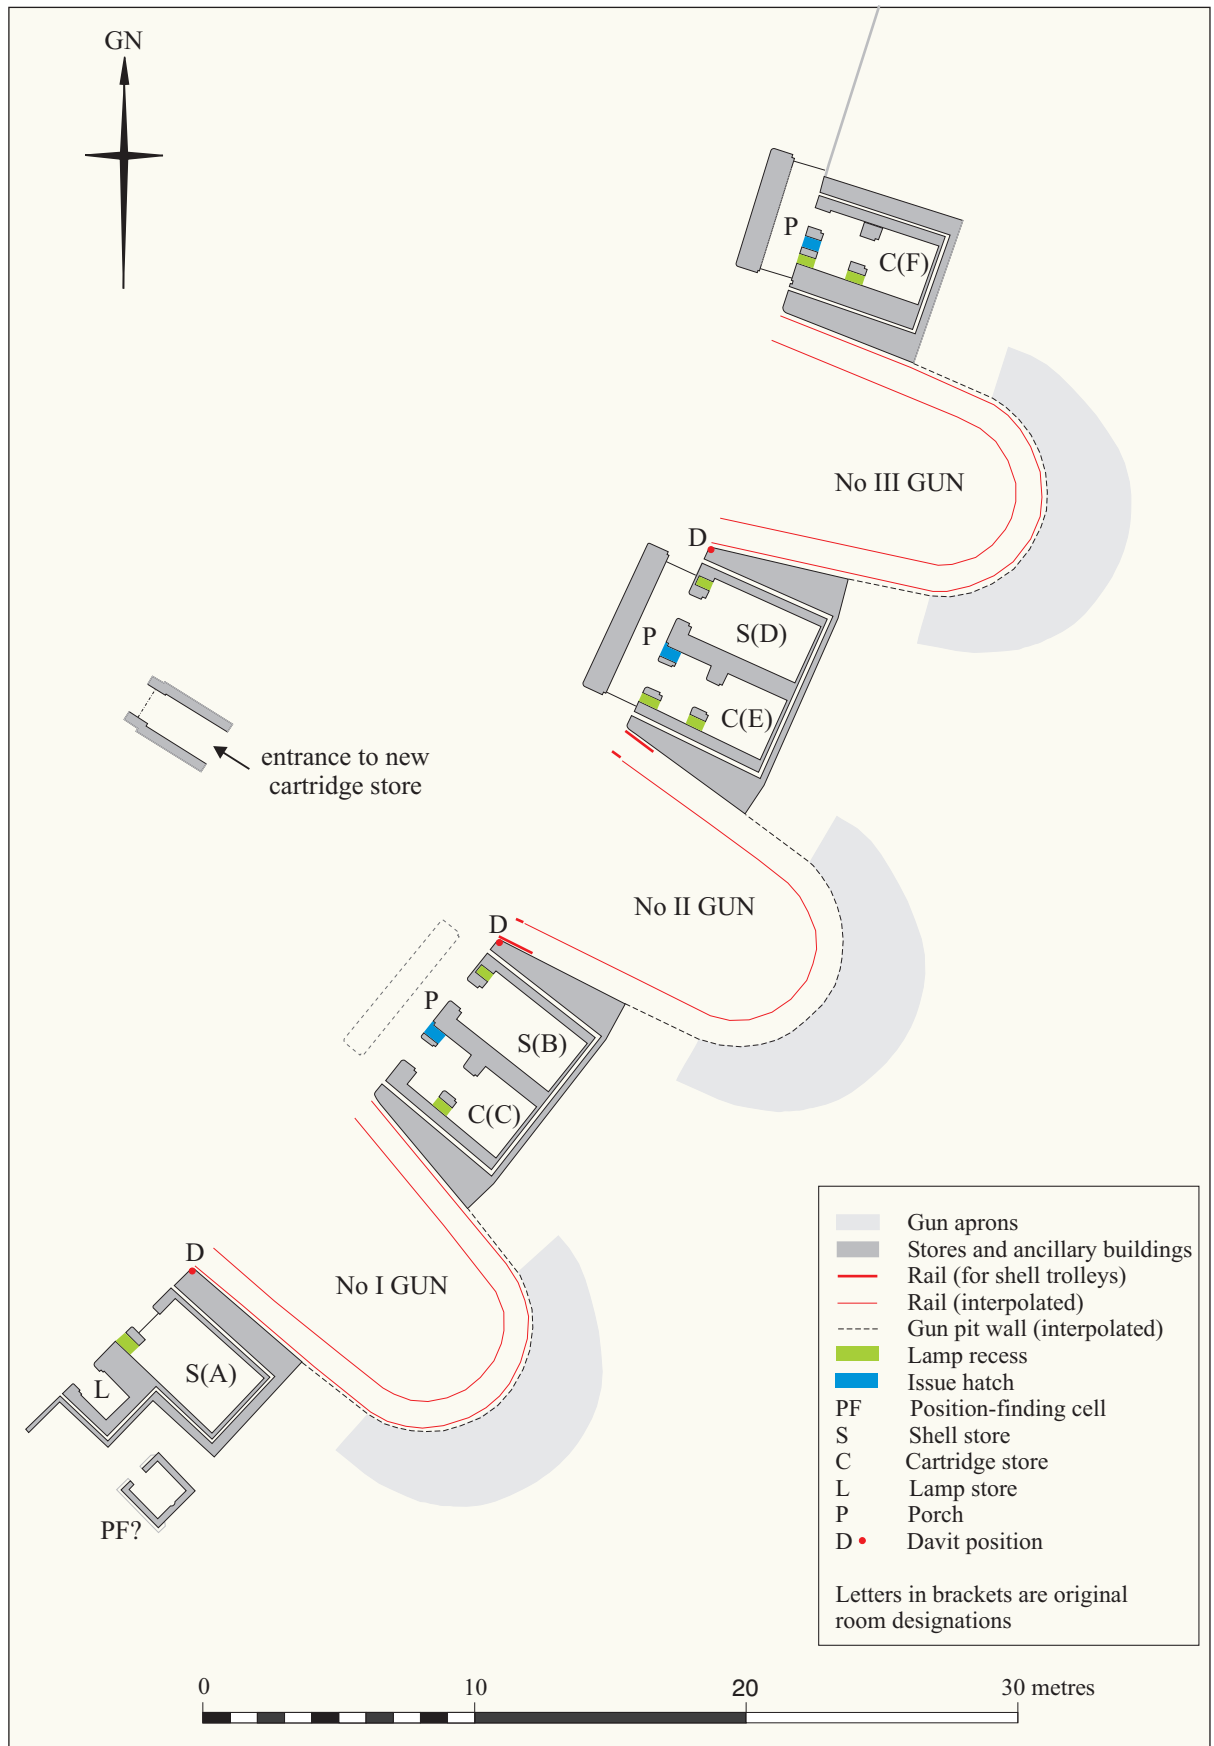 GN
P
C(F)
No III GUN
D
S(D)
P
C(E)
entrance to new
cartridge store
No II GUN
D
P
S(B)
C(C)
D
No I GUN
S(A)
L
PF?
Gun aprons
Stores and ancillary buildings
Rail (for shell trolleys)
Rail (interpolated)
Gun pit wall (interpolated)
Lamp recess
Issue hatch
PF Position-finding cell
S Shell store
C Cartridge store
L Lamp store
P Porch
D Davit position
Letters in brackets are original
room designations
0 10 20 30 metres